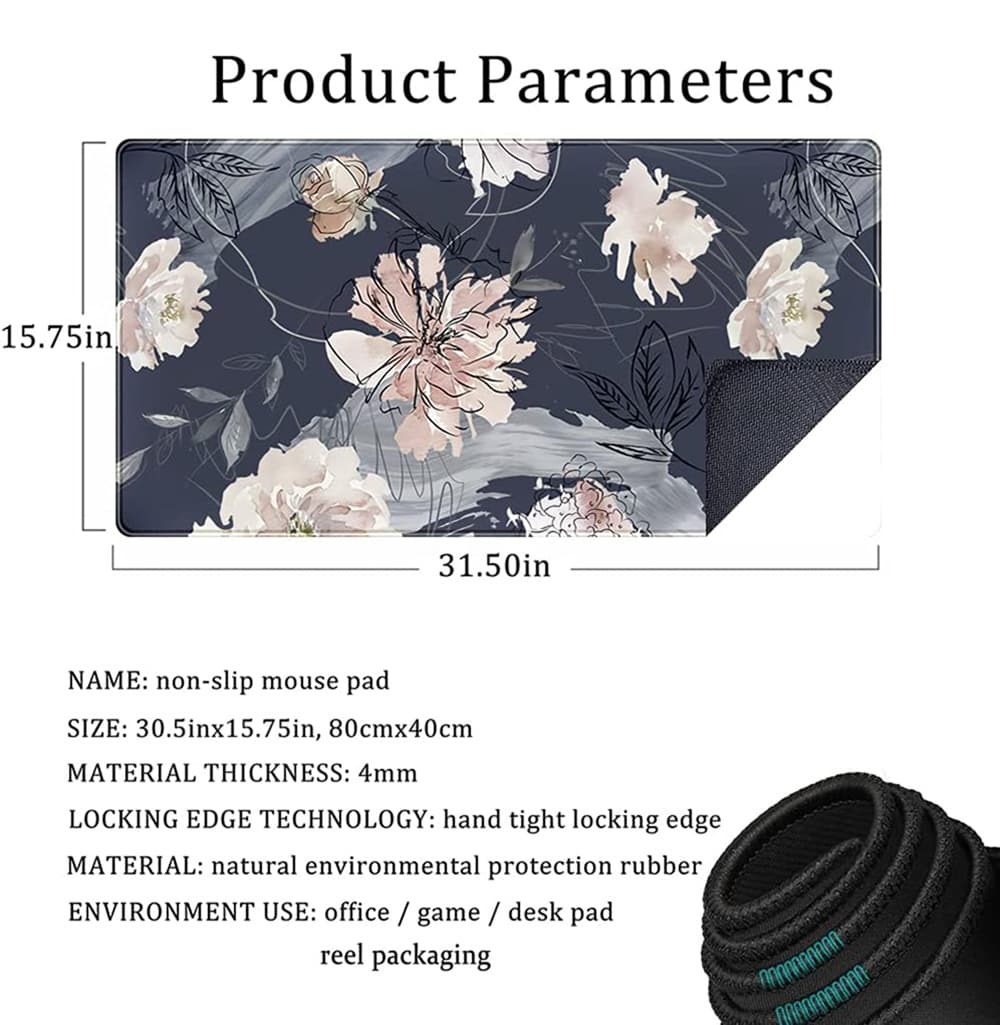 Product Parameters
15.75in
31.50in
NAME: non-slip mouse pad
SIZE: 30.5inx15.75in, 80cmx40cm
MATERIAL THICKNESS: 4mm
LOCKING EDGE TECHNOLOGY: hand tight locking edge
MATERIAL: natural environmental protection rubber
ENVIRONMENT USE: office / game / desk pad
reel packaging